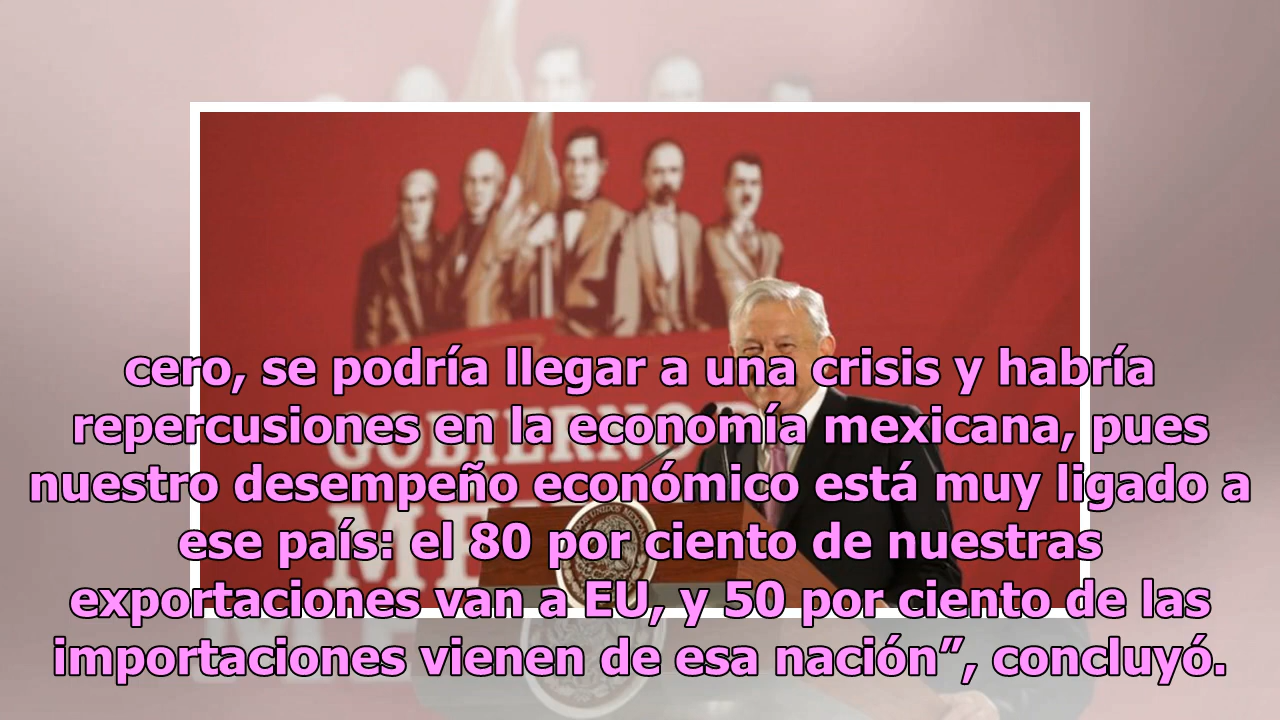 cero, se podría llegar a una crisis y habría
repercusiones en la economía mexicana, pues
nuestro desempeño económico está muy ligado a
ese país: el 80 por ciento de nuestras
exportaciones van a EU, y 50 por ciento de las
importaciones vienen de esa nación”, concluyó.
GOBIERNO